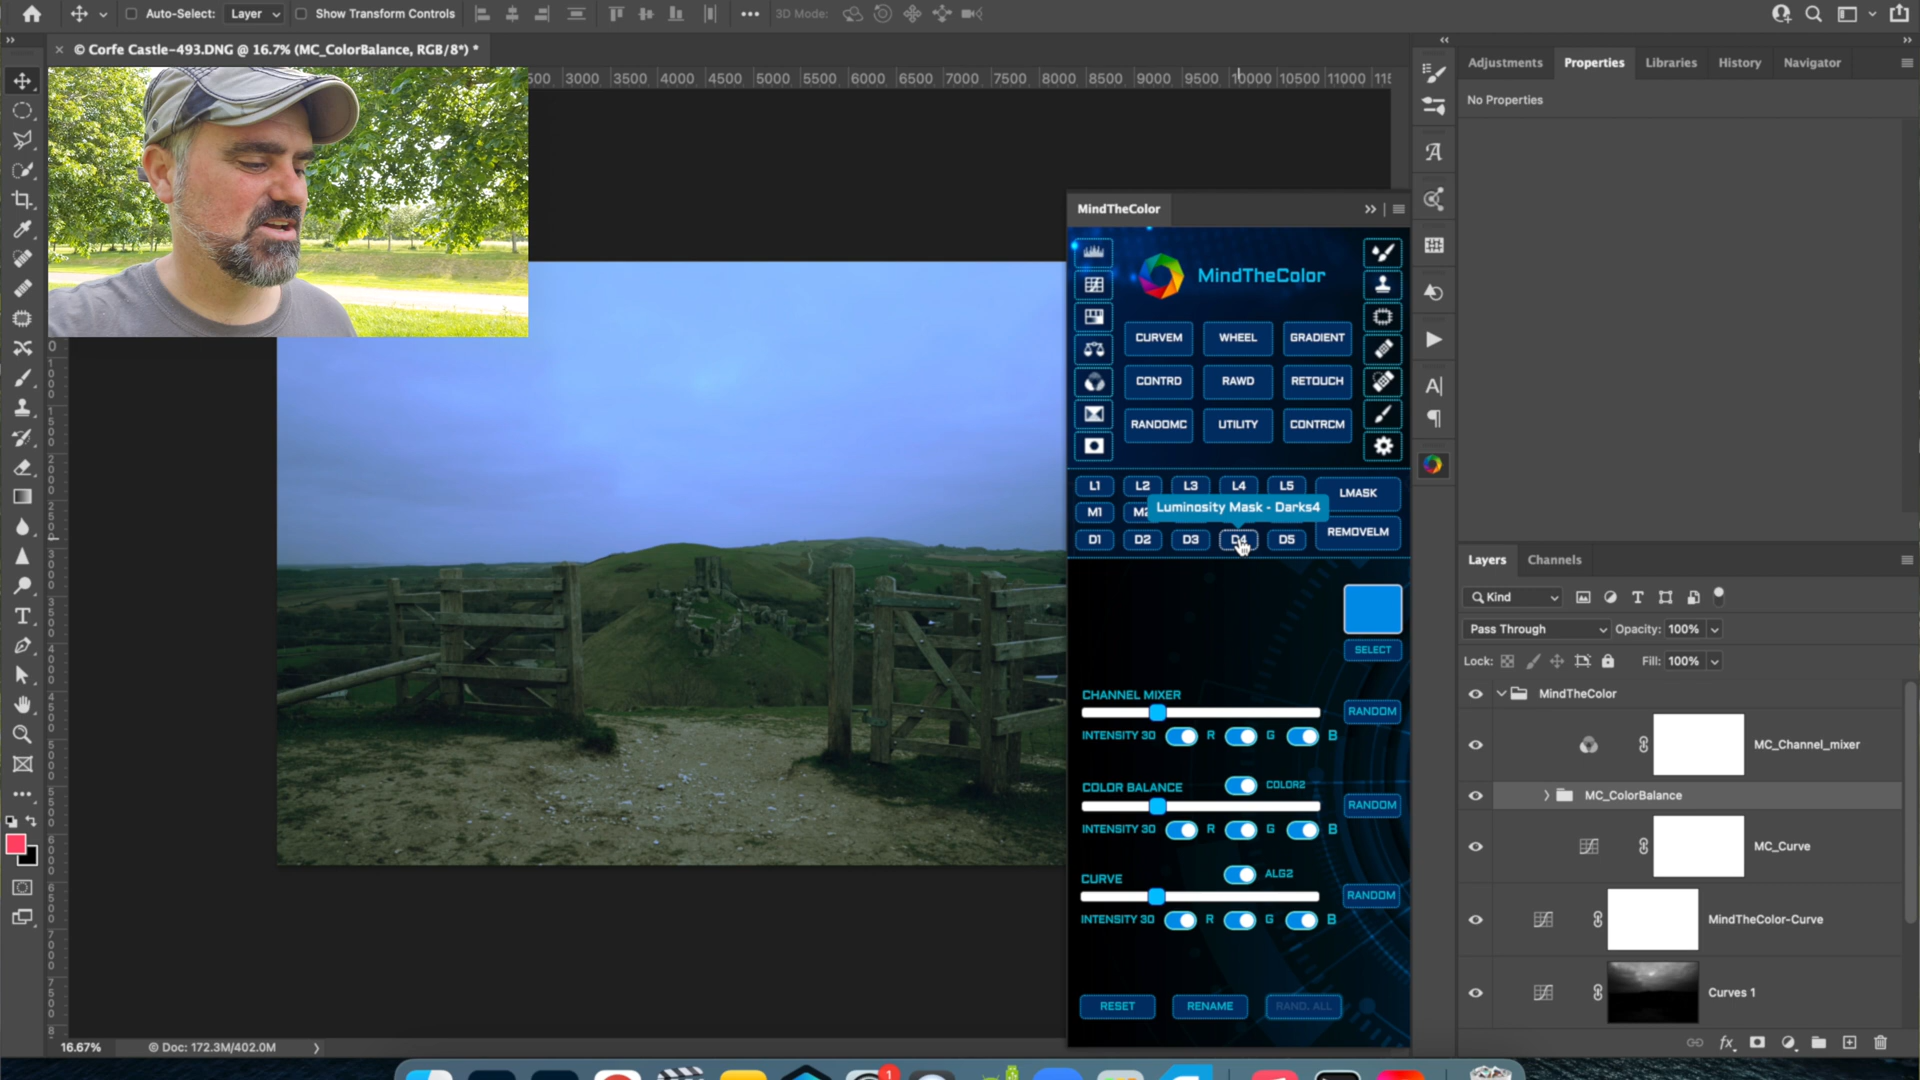 Auto-Select: Layer Show Transform Controls 3D Mode:
× © Corfe Castle-493.DNG @ 16.7% (MC_ColorBalance, RGB/8*) *
500 3000 3500 4000 4500 5000 5500 6000 6500 7000 7500 8000 8500 9000 9500 10000 10500 11000
Adjustments Properties Libraries History Navigator
No Properties
MindTheColor
MindTheColor
CURVEM WHEEL GRADIENT
CONTRD RAWD RETOUCH
RANDOMC UTILITY CONTRCM
L1 L2 L3 L4 L5 LMASK
Luminosity Mask - Darks4
M1
D1 D2 D3 D4 D5 REMOVELM
SELECT
CHANNEL MIXER RANDOM
INTENSITY 30 R G B
COLOR BALANCE COLOR2
RANDOM
INTENSITY 30 R G B
CURVE ALG2
RANDOM
INTENSITY 30 R G B
RESET RENAME RAND. ALL
Layers Channels
Kind
Pass Through Opacity: 100%
Lock: Fill: 100%
MindTheColor
MC_Channel_mixer
MC_ColorBalance
MC_Curve
MindTheColor-Curve
Curves 1
16.67% © Doc: 172.3M/402.0M
1